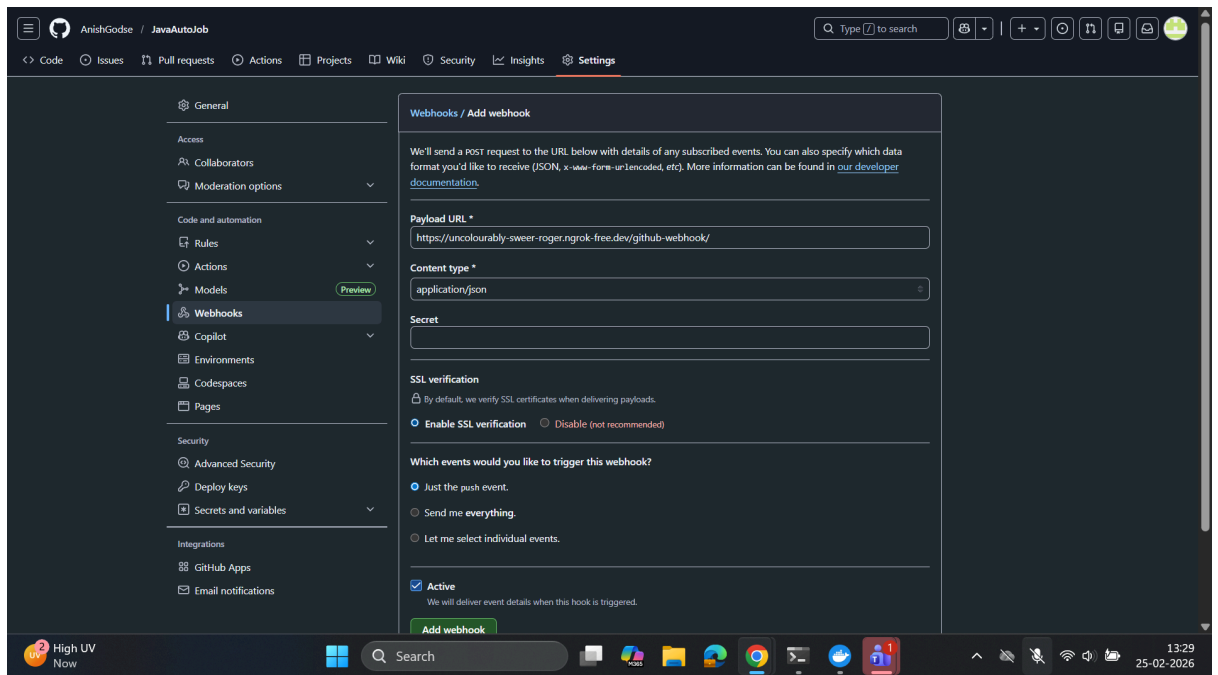 AnishGodse / JavaAutoJob
Type / to search
Code Issues Pull requests Actions Projects Wiki Security Insights Settings
General
Access
Collaborators
Moderation options
Code and automation
Rules
Actions
Models Preview
Webhooks
Copilot
Environments
Codespaces
Pages
Security
Advanced Security
Deploy keys
Secrets and variables
Integrations
GitHub Apps
Email notifications
Webhooks / Add webhook
We'll send a POST request to the URL below with details of any subscribed events. You can also specify which data
format you'd like to receive (JSON, x-www-form-urlencoded, etc). More information can be found in our developer
documentation.
Payload URL *
https://uncolourably-sweer-roger.ngrok-free.dev/github-webhook/
Content type *
application/json
Secret
SSL verification
By default, we verify SSL certificates when delivering payloads.
Enable SSL verification Disable (not recommended)
Which events would you like to trigger this webhook?
Just the push event.
Send me everything.
Let me select individual events.
Active
We will deliver event details when this hook is triggered.
Add webhook
UV 2 High UV
Now
Search
M365
T 1
13:29
25-02-2026